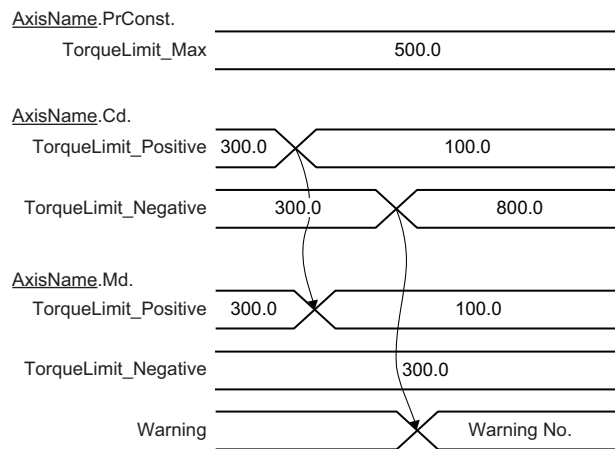 AxisName.PrConst.
TorqueLimit_Max 500.0
AxisName.Cd.
TorqueLimit_Positive 300.0 100.0
TorqueLimit_Negative 300.0 800.0
AxisName.Md.
TorqueLimit_Positive 300.0 100.0
TorqueLimit_Negative 300.0
Warning Warning No.